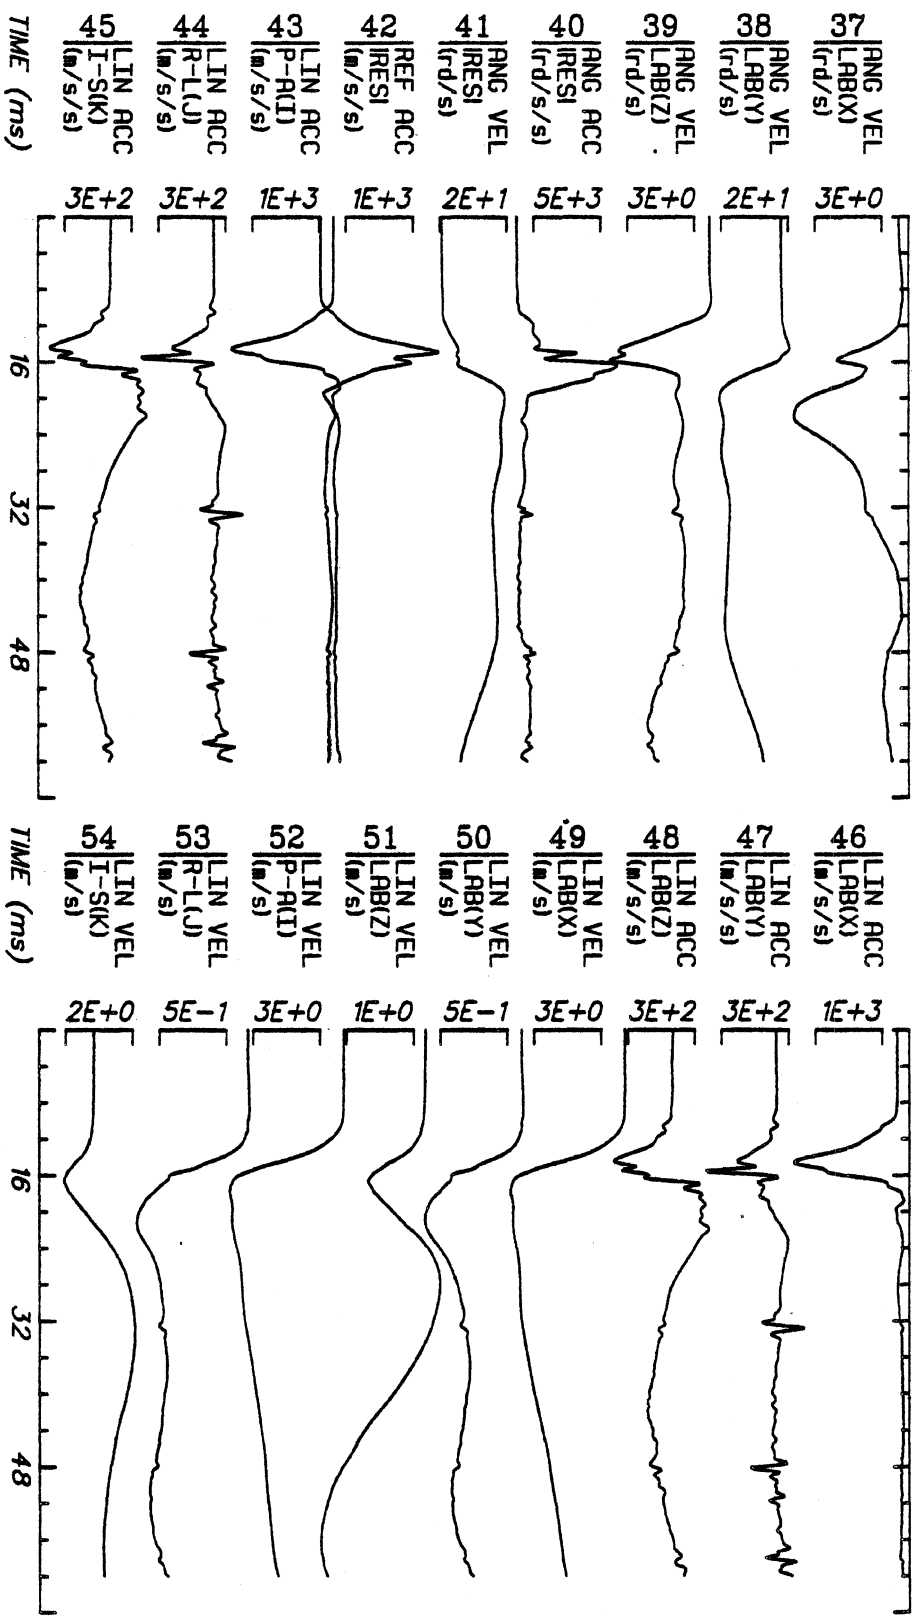 37
ANG VEL
LAB(X)
(rd/s)
3E+0
38
ANG VEL
LAB(Y)
(rd/s)
2E+1
39
ANG VEL
LAB(Z)
(rd/s)
3E+0
40
ANG ACC
IRESI
(rd/s/s)
5E+3
41
ANG VEL
IRESI
(rd/s)
2E+1
42
REF ACC
IRESI
(m/s/s)
1E+3
43
LIN ACC
P-A(I)
(m/s/s)
1E+3
44
LIN ACC
R-L(J)
(m/s/s)
3E+2
45
LIN ACC
I-S(K)
(m/s/s)
3E+2
TIME (ms)
16
32
48
46
LIN ACC
LAB(X)
(m/s/s)
1E+3
47
LIN ACC
LAB(Y)
(m/s/s)
3E+2
48
LIN ACC
LAB(Z)
(m/s/s)
3E+2
49
LIN VEL
LAB(X)
(m/s)
3E+0
50
LIN VEL
LAB(Y)
(m/s)
5E-1
51
LIN VEL
LAB(Z)
(m/s)
1E+0
52
LIN VEL
P-A(I)
(m/s)
3E+0
53
LIN VEL
R-L(J)
(m/s)
5E-1
54
LIN VEL
I-S(K)
(m/s)
2E+0
TIME (ms)
16
32
48